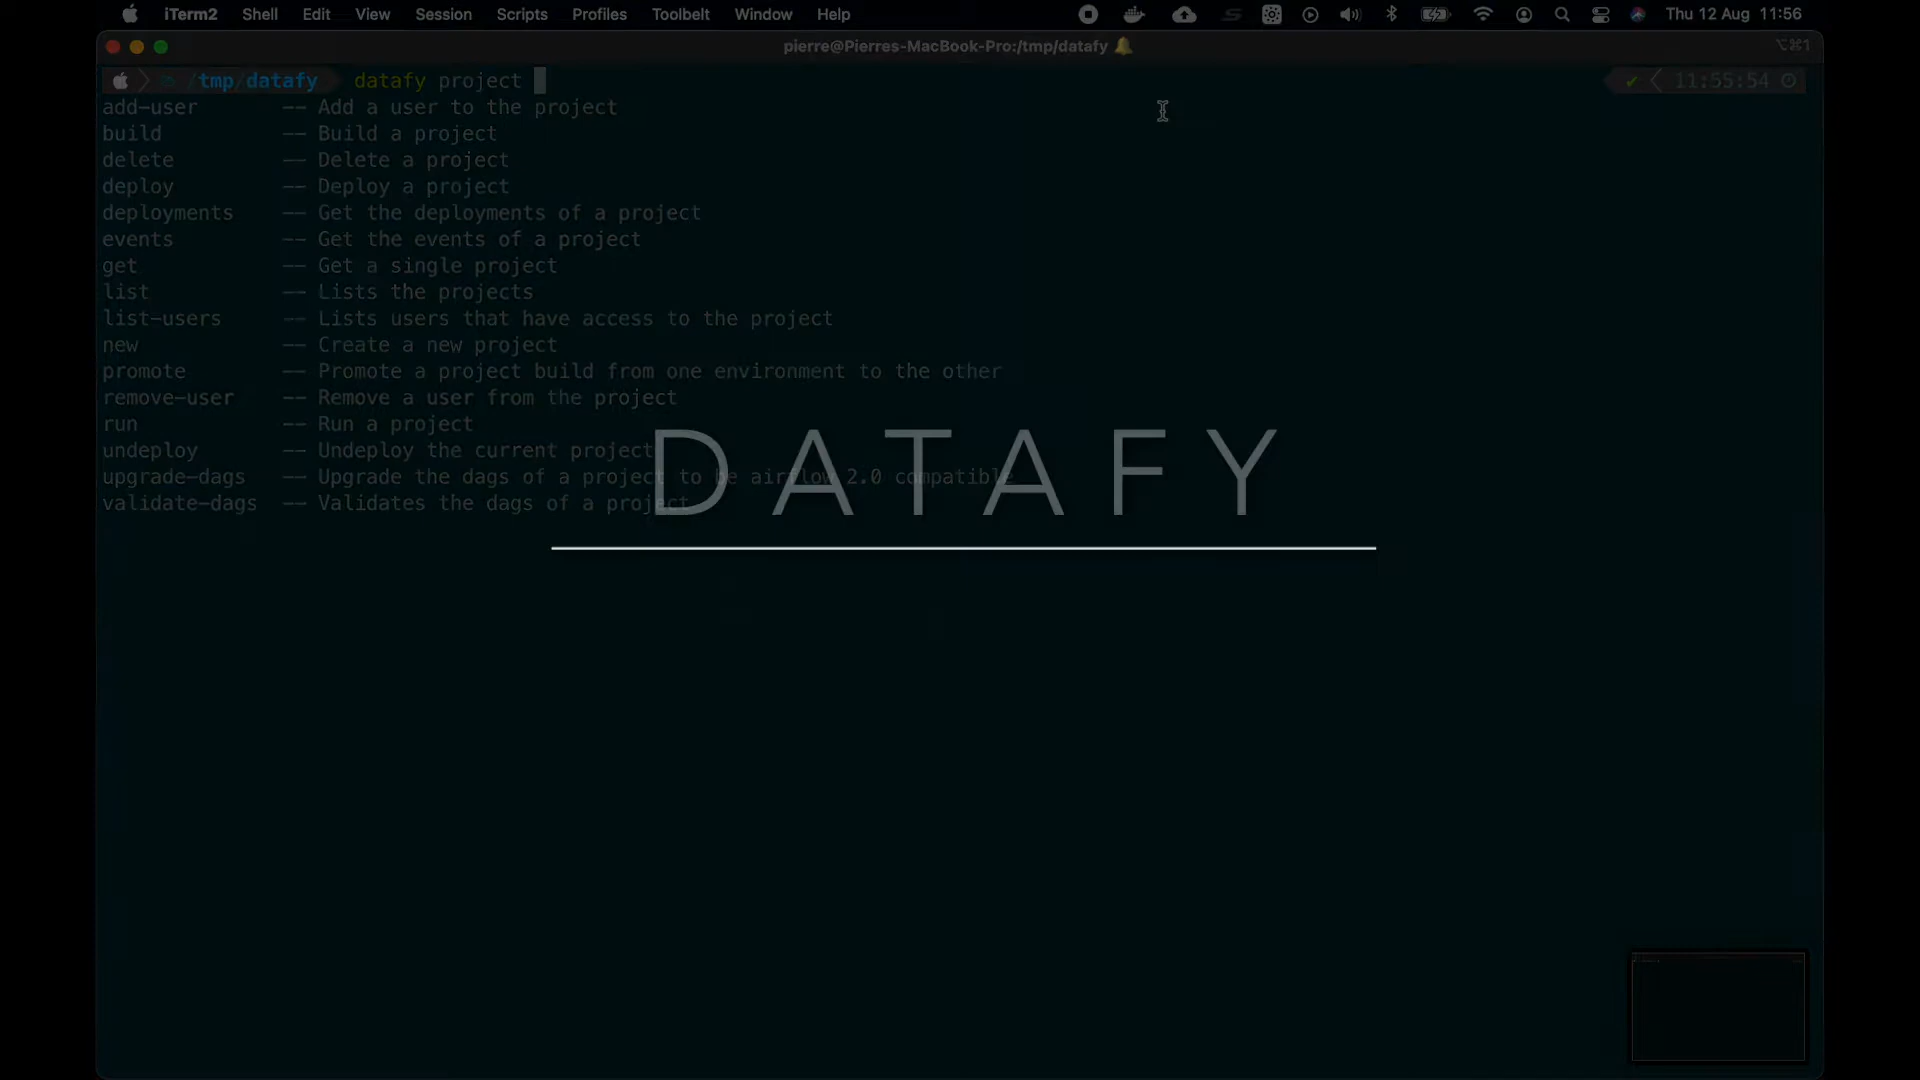 iTerm2 Shell Edit View Session Scripts Profiles Toolbelt Window Help Thu 12 Aug 11:56
pierre@Pierres-MacBook-Pro:/tmp/datafy ⌥⌘1
/tmp/datafy datafy project ✔ 11:55:54
add-user -- Add a user to the project
build -- Build a project
delete -- Delete a project
deploy -- Deploy a project
deployments -- Get the deployments of a project
events -- Get the events of a project
get -- Get a single project
list -- Lists the projects
list-users -- Lists users that have access to the project
new -- Create a new project
promote -- Promote a project build from one environment to the other
remove-user -- Remove a user from the project
run -- Run a project
undeploy -- Undeploy the current project
upgrade-dags -- Upgrade the dags of a project to be airflow 2.0 compatible
validate-dags -- Validates the dags of a project
DATAFY